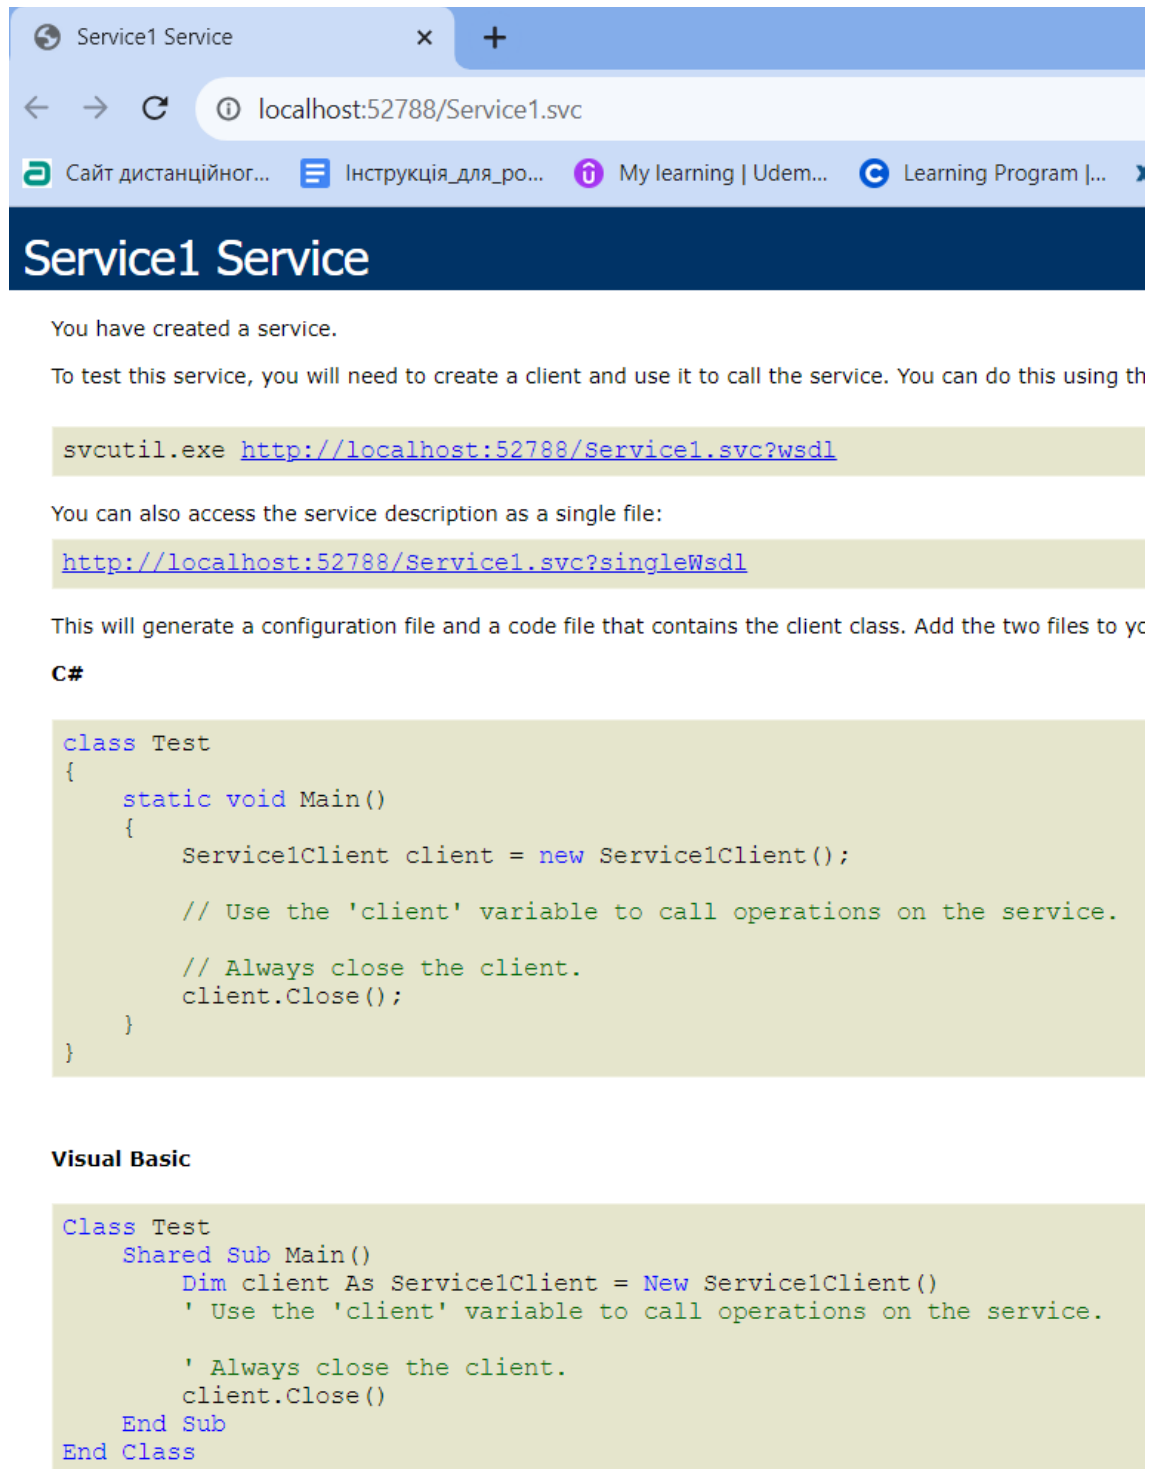 Service1 Service
localhost:52788/Service1.svc
Сайт дистанційног... Інструкція_для_ро... My learning | Udem... Learning Program |...
Service1 Service
You have created a service.
To test this service, you will need to create a client and use it to call the service. You can do this using th
svcutil.exe http://localhost:52788/Service1.svc?wsdl
You can also access the service description as a single file:
http://localhost:52788/Service1.svc?singleWsdl
This will generate a configuration file and a code file that contains the client class. Add the two files to yo
C#
class Test
{
    static void Main()
    {
        Service1Client client = new Service1Client();
        // Use the 'client' variable to call operations on the service.
        // Always close the client.
        client.Close();
    }
}
Visual Basic
Class Test
    Shared Sub Main()
        Dim client As Service1Client = New Service1Client()
        ' Use the 'client' variable to call operations on the service.
        ' Always close the client.
        client.Close()
    End Sub
End Class